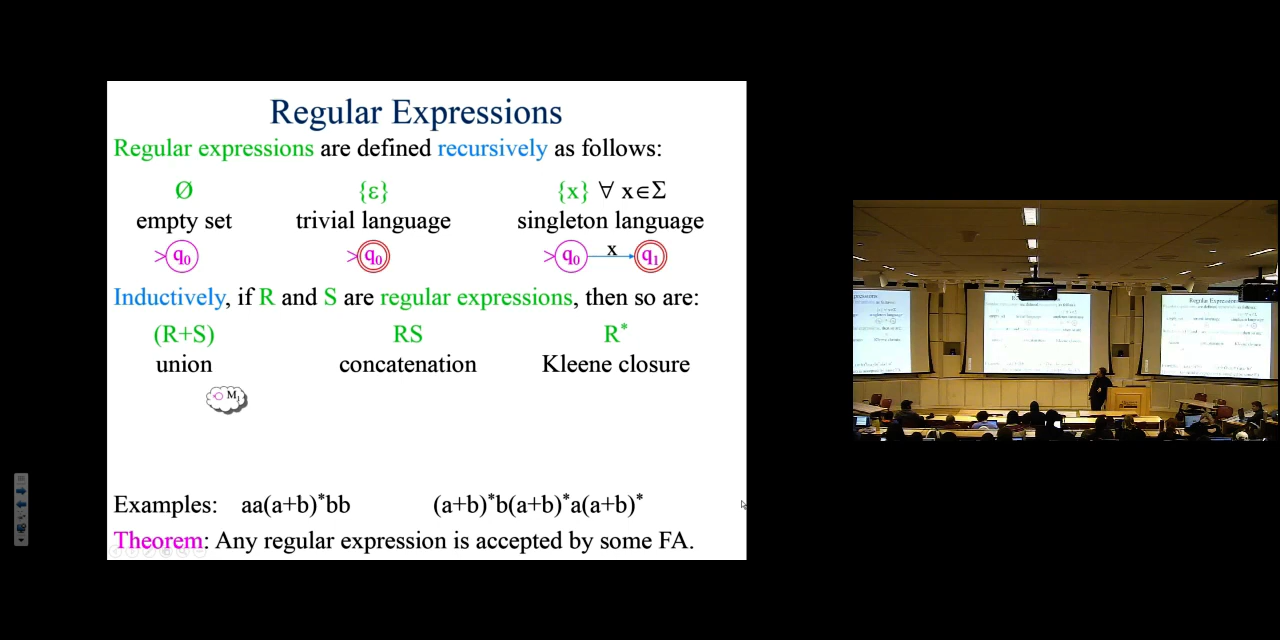 Regular Expressions
Regular expressions are defined recursively as follows:
Ø {ε} {x} ∀ x∈Σ
empty set trivial language singleton language
>q₀ >q₀ >q₀ x q₁
Inductively, if R and S are regular expressions, then so are:
(R+S) RS R*
union concatenation Kleene closure
M₁
Examples: aa(a+b)*bb (a+b)*b(a+b)*a(a+b)*
Theorem: Any regular expression is accepted by some FA.
Regular Expressions